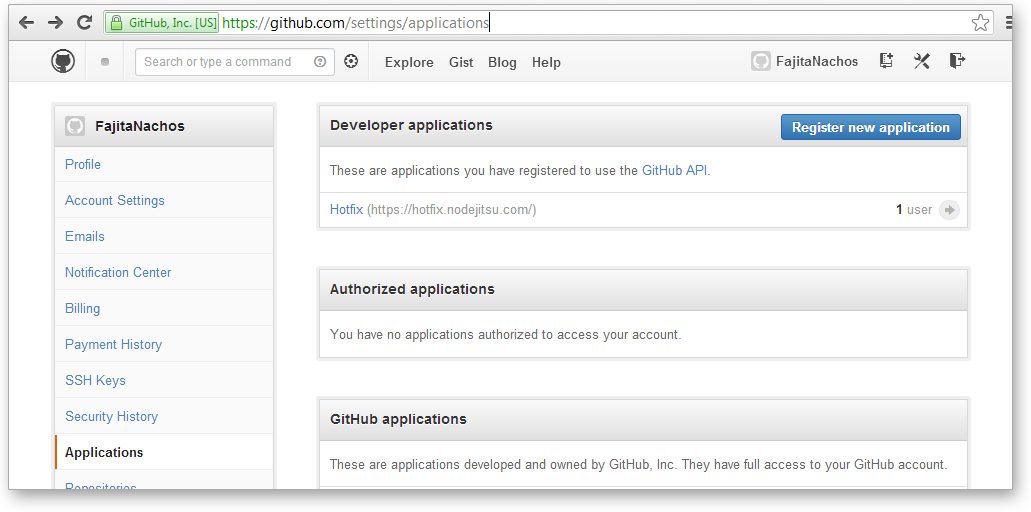 GitHub, Inc. [US] https://github.com/settings/applications
Search or type a command
Explore Gist Blog Help
FajitaNachos
FajitaNachos
Profile
Account Settings
Emails
Notification Center
Billing
Payment History
SSH Keys
Security History
Applications
Repositories
Developer applications
Register new application
These are applications you have registered to use the GitHub API.
Hotfix (https://hotfix.nodejitsu.com/) 1 user
Authorized applications
You have no applications authorized to access your account.
GitHub applications
These are applications developed and owned by GitHub, Inc. They have full access to your GitHub account.